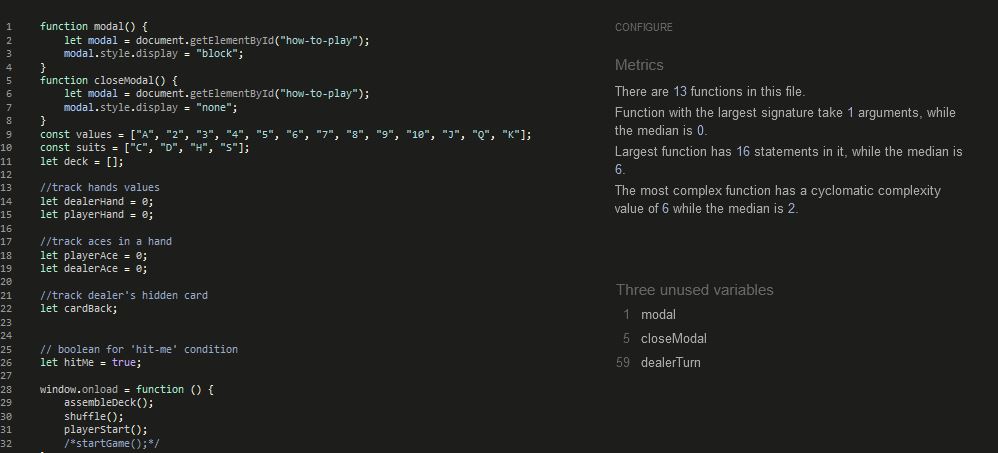 1 function modal() {
2 let modal = document.getElementById("how-to-play");
3 modal.style.display = "block";
4 }
5 function closeModal() {
6 let modal = document.getElementById("how-to-play");
7 modal.style.display = "none";
8 }
9 const values = ["A", "2", "3", "4", "5", "6", "7", "8", "9", "10", "J", "Q", "K"];
10 const suits = ["C", "D", "H", "S"];
11 let deck = [];
12
13 //track hands values
14 let dealerHand = 0;
15 let playerHand = 0;
16
17 //track aces in a hand
18 let playerAce = 0;
19 let dealerAce = 0;
20
21 //track dealer's hidden card
22 let cardBack;
23
24
25 // boolean for 'hit-me' condition
26 let hitMe = true;
27
28 window.onload = function () {
29 assembleDeck();
30 shuffle();
31 playerStart();
32 /*startGame();*/
CONFIGURE
Metrics
There are 13 functions in this file.
Function with the largest signature take 1 arguments, while
the median is 0.
Largest function has 16 statements in it, while the median is
6.
The most complex function has a cyclomatic complexity
value of 6 while the median is 2.
Three unused variables
1 modal
5 closeModal
59 dealerTurn